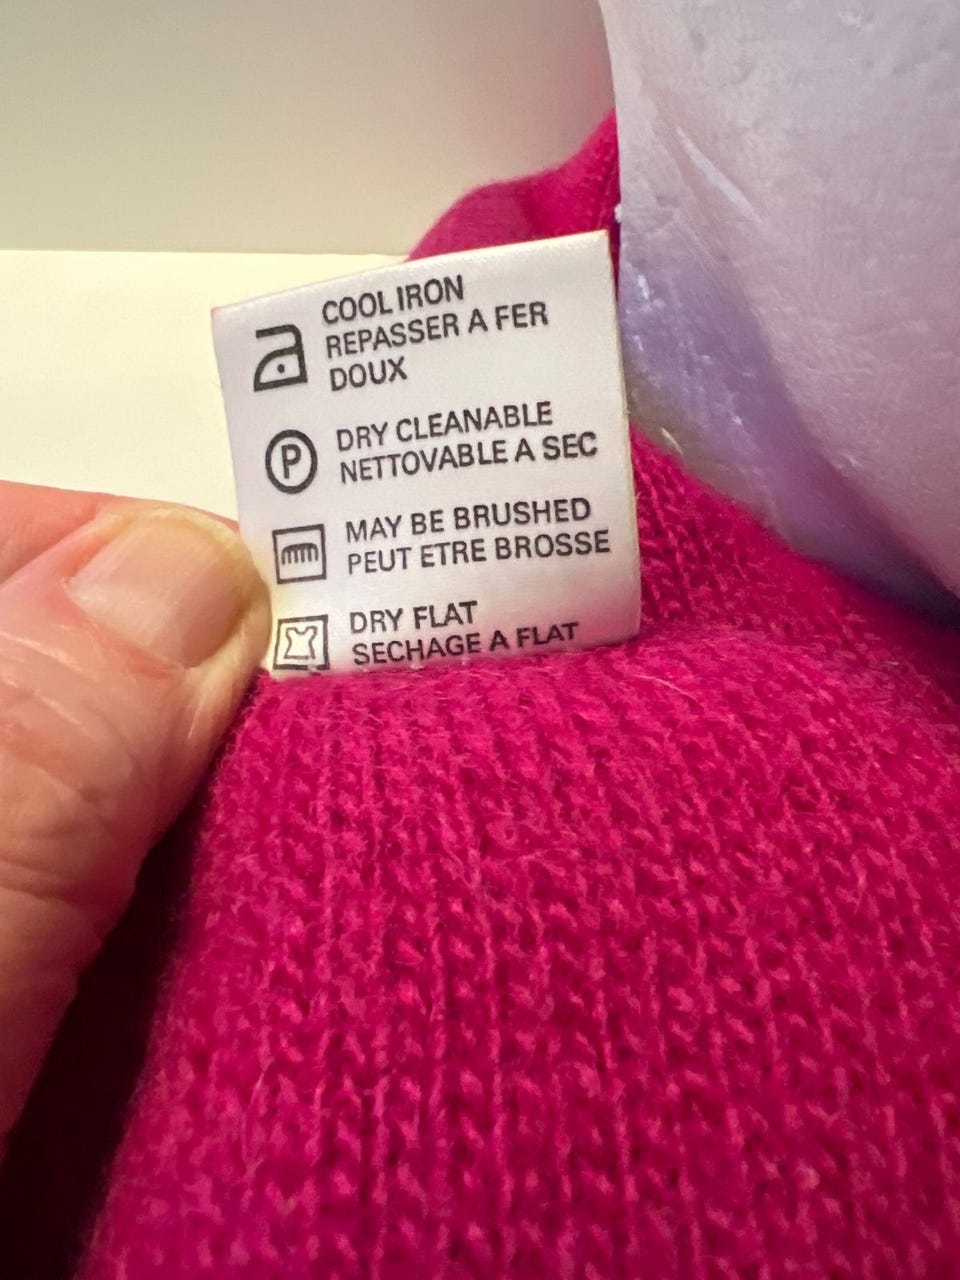 COOL IRON
REPASSER A FER
DOUX
P
DRY CLEANABLE
NETTOVABLE A SEC
MAY BE BRUSHED
PEUT ETRE BROSSE
DRY FLAT
SECHAGE A FLAT